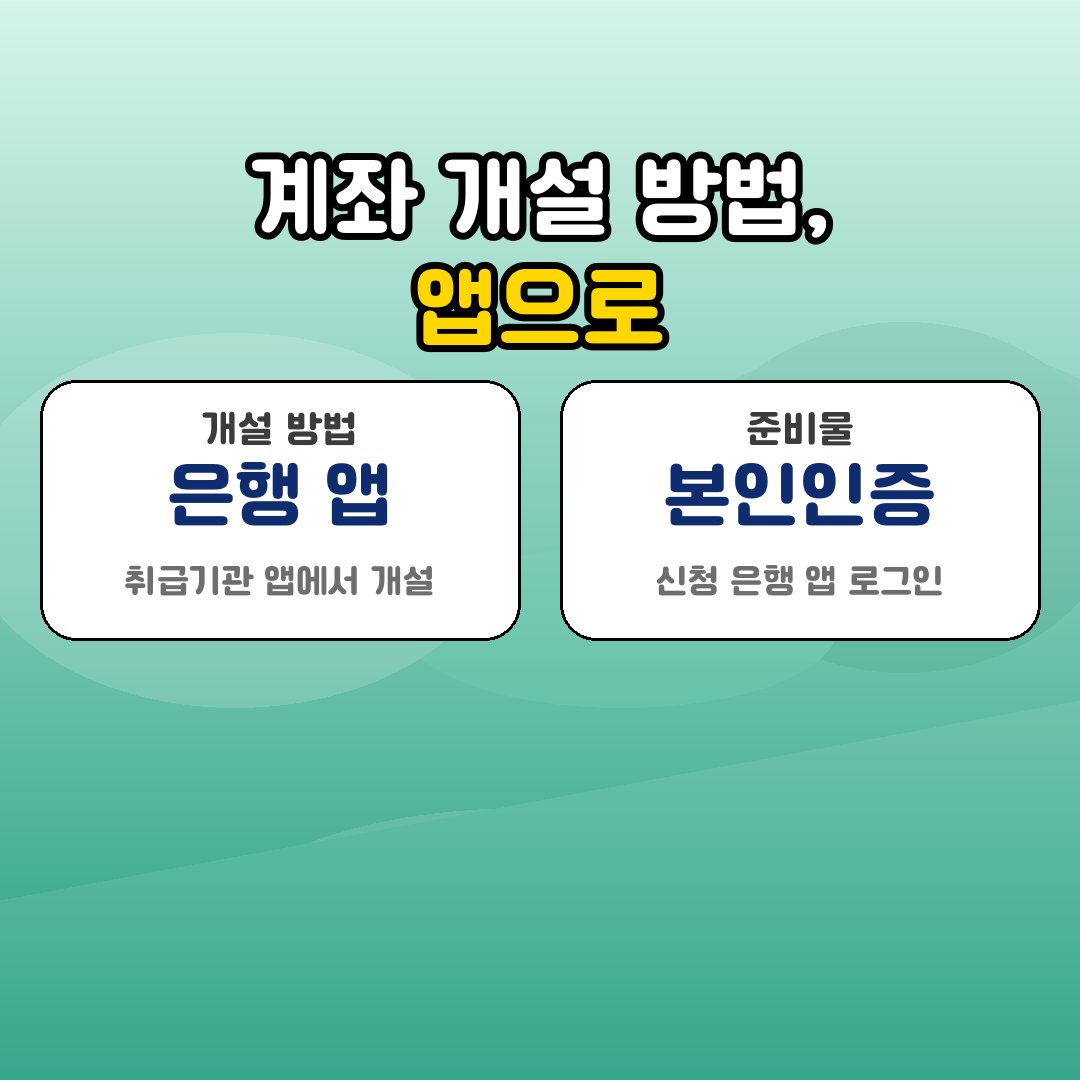 계좌 개설 방법,
앱으로
개설 방법
은행 앱
취급기관 앱에서 개설
준비물
본인인증
신청 은행 앱 로그인